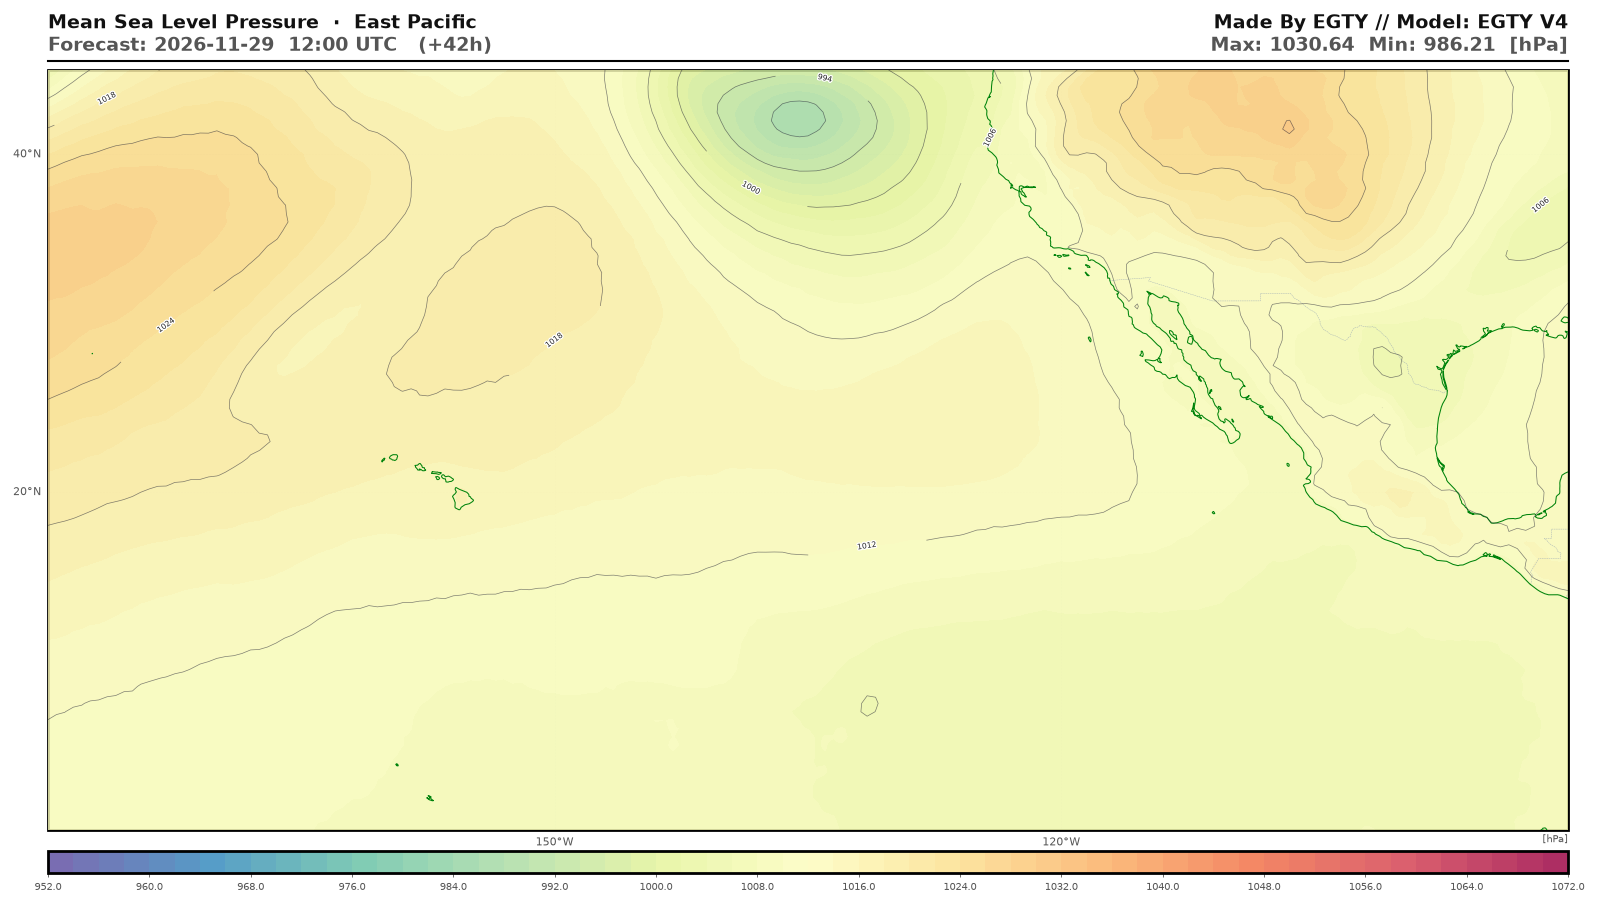 Mean Sea Level Pressure · East Pacific
Made By EGTY // Model: EGTY V4
Forecast: 2026-11-29 12:00 UTC (+42h)
Max: 1030.64 Min: 986.21 [hPa]
994
1018
1006
40°N
1000
1006
1024
1018
20°N
1012
150°W
120°W
[hPa]
952.0
960.0
968.0
976.0
984.0
992.0
1000.0
1008.0
1016.0
1024.0
1032.0
1040.0
1048.0
1056.0
1064.0
1072.0